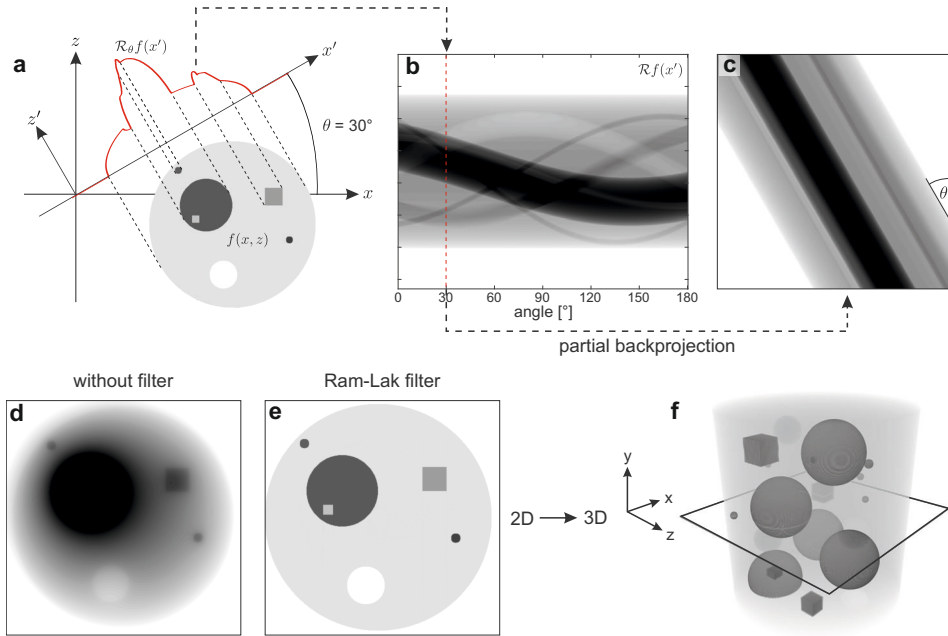 a
z
z′
ℛ_θ f(x′)
x′
θ = 30°
x
f(x, z)
b
ℛf(x′)
0 30 60 90 120 150 180
angle [°]
c
θ
partial backprojection
without filter
d
Ram-Lak filter
e
2D 3D
y
x
z
f